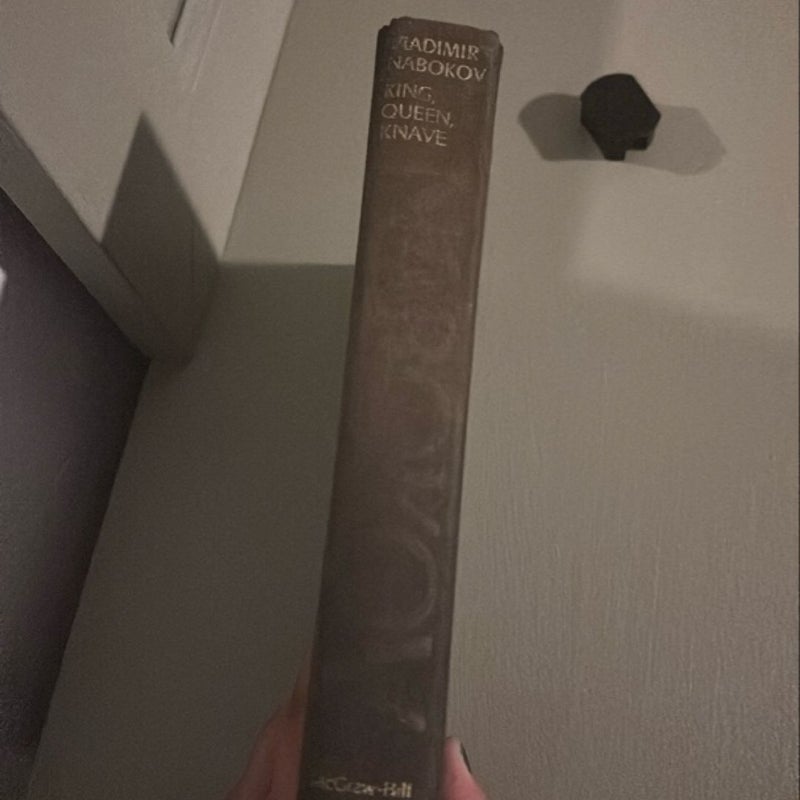 VLADIMIR
NABOKOV
KING,
QUEEN,
KNAVE
McGraw-Hill